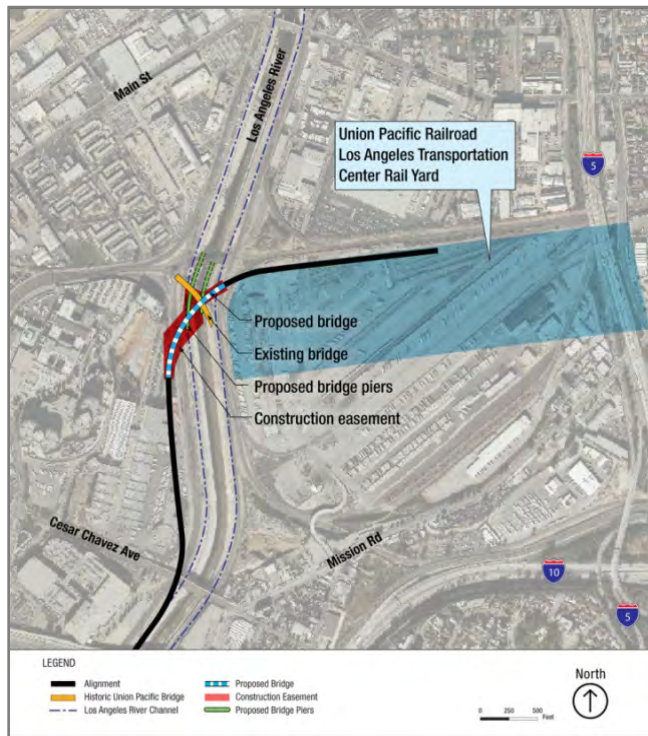 Main St
Los Angeles River
Union Pacific Railroad
Los Angeles Transportation
Center Rail Yard
5
Proposed bridge
Existing bridge
Proposed bridge piers
Construction easement
Cesar Chavez Ave
Mission Rd
10
5
LEGEND
Alignment
Historic Union Pacific Bridge
Los Angeles River Channel
Proposed Bridge
Construction Easement
Proposed Bridge Piers
0 250 500
Feet
North